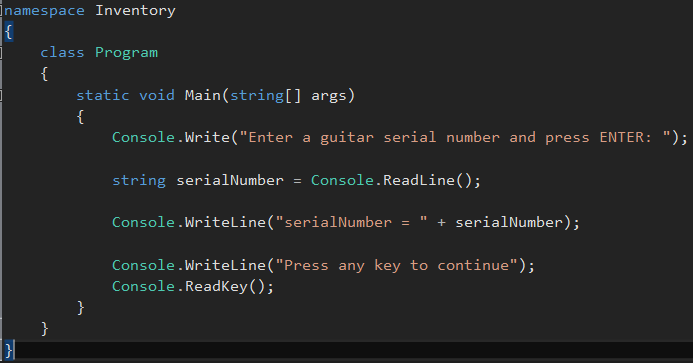 namespace Inventory
{
    class Program
    {
        static void Main(string[] args)
        {
            Console.Write("Enter a guitar serial number and press ENTER: ");
            string serialNumber = Console.ReadLine();
            Console.WriteLine("serialNumber = " + serialNumber);
            Console.WriteLine("Press any key to continue");
            Console.ReadKey();
        }
    }
}